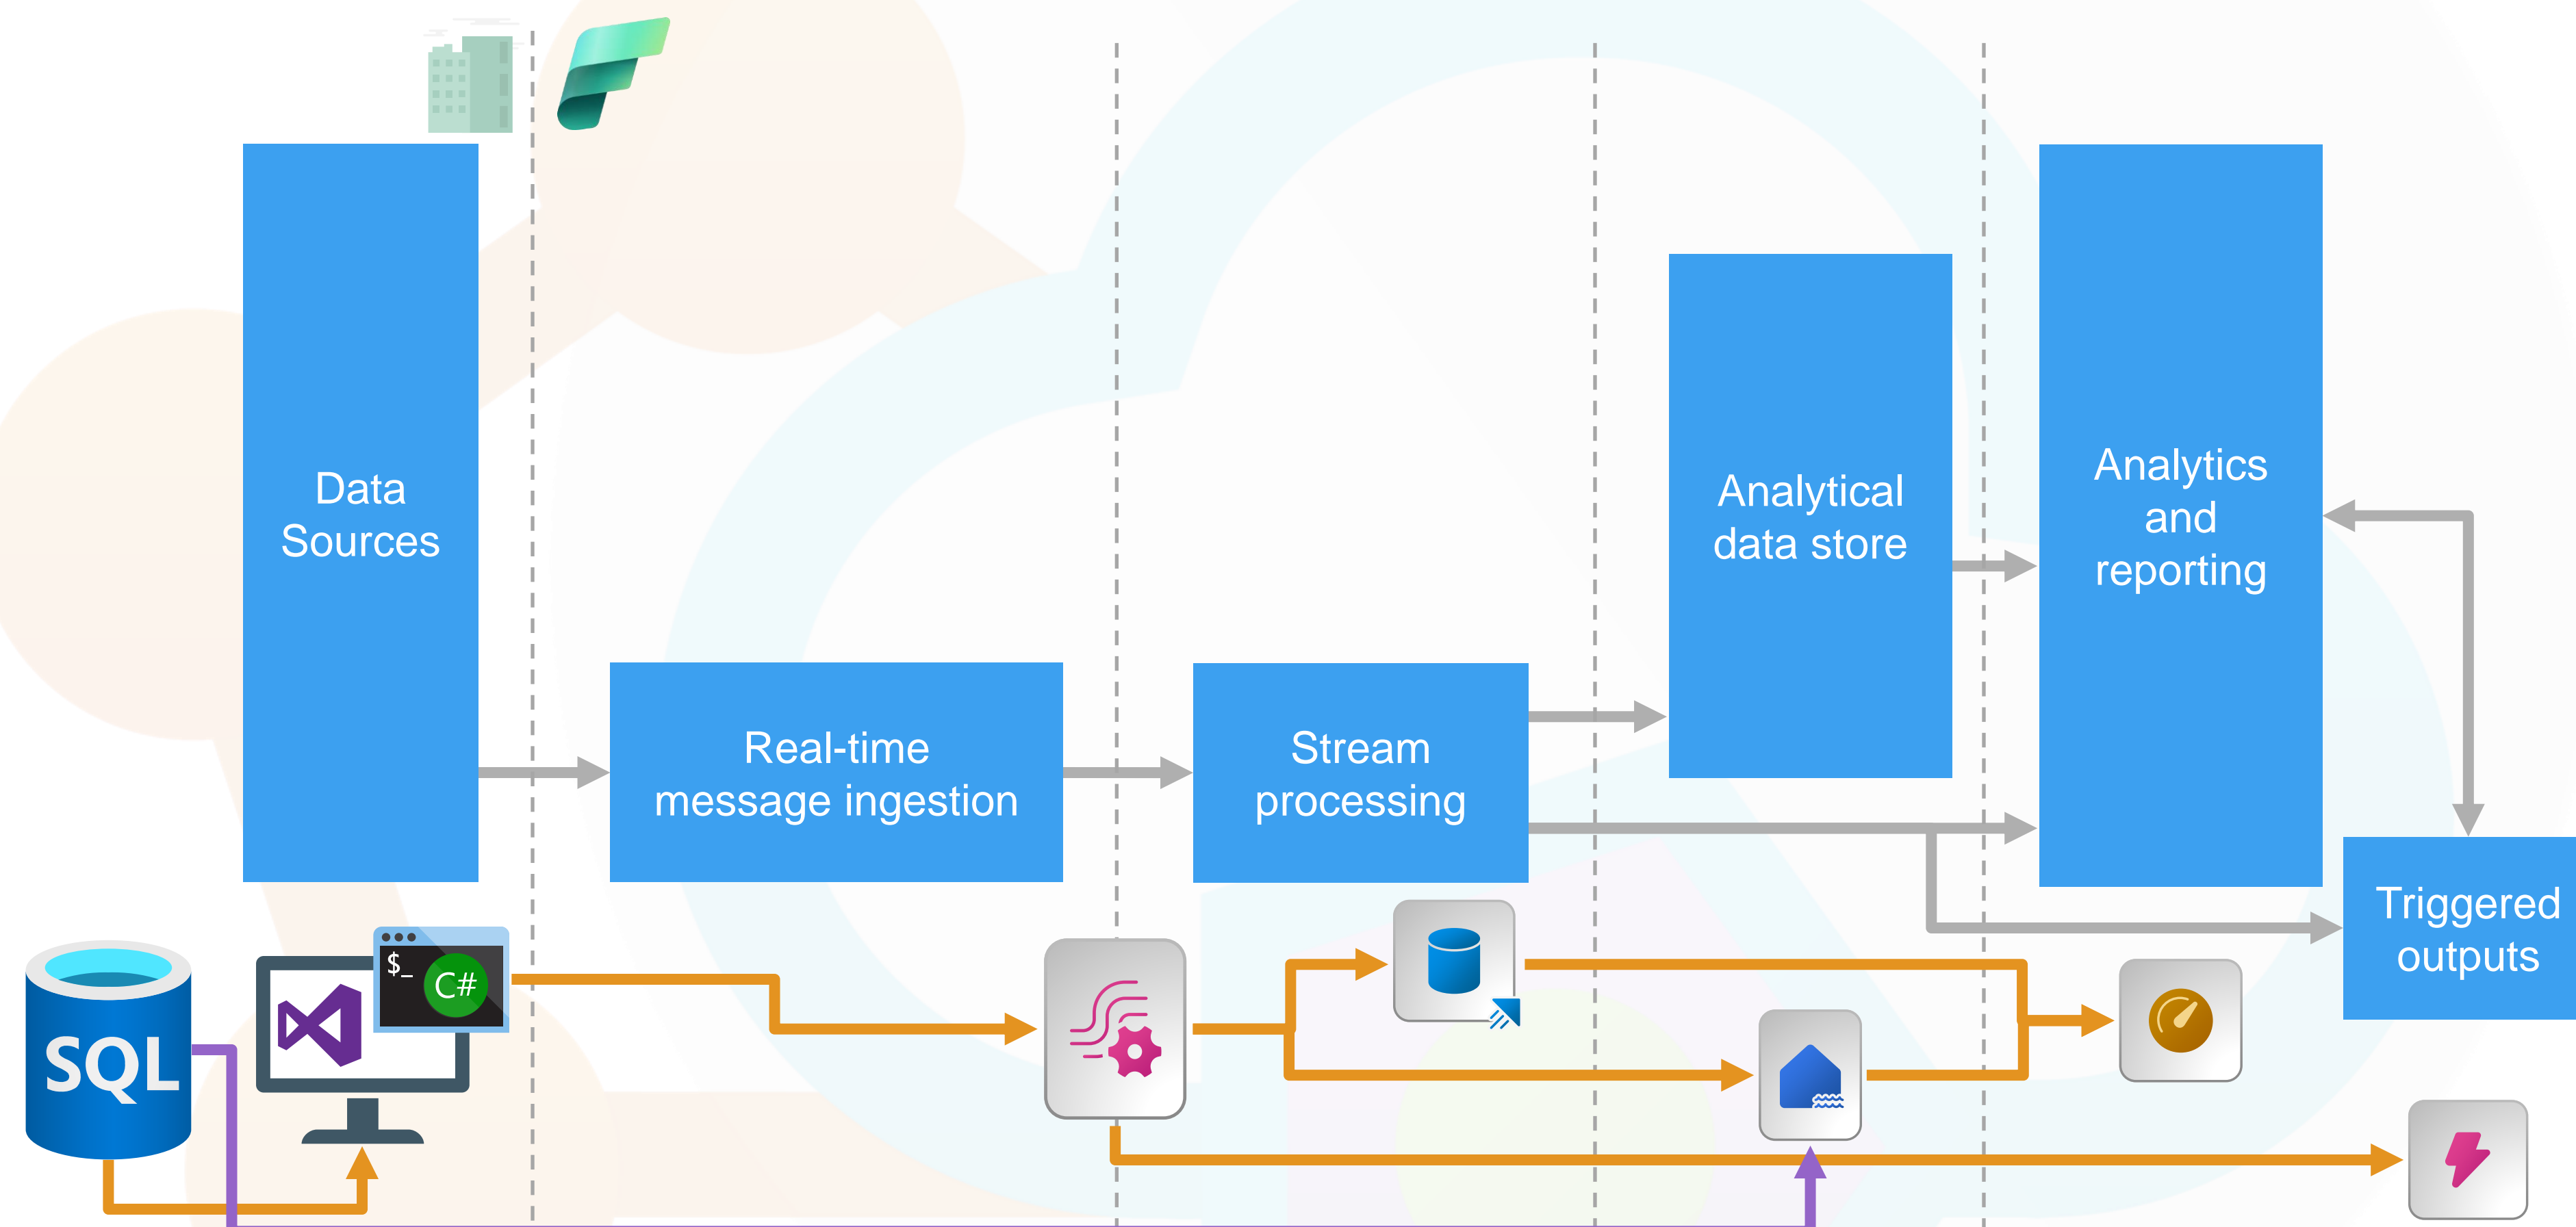 Data
Sources
Real-time
message ingestion
Stream
processing
Analytical
data store
Analytics
and
reporting
Triggered
outputs
SQL
$_
C#